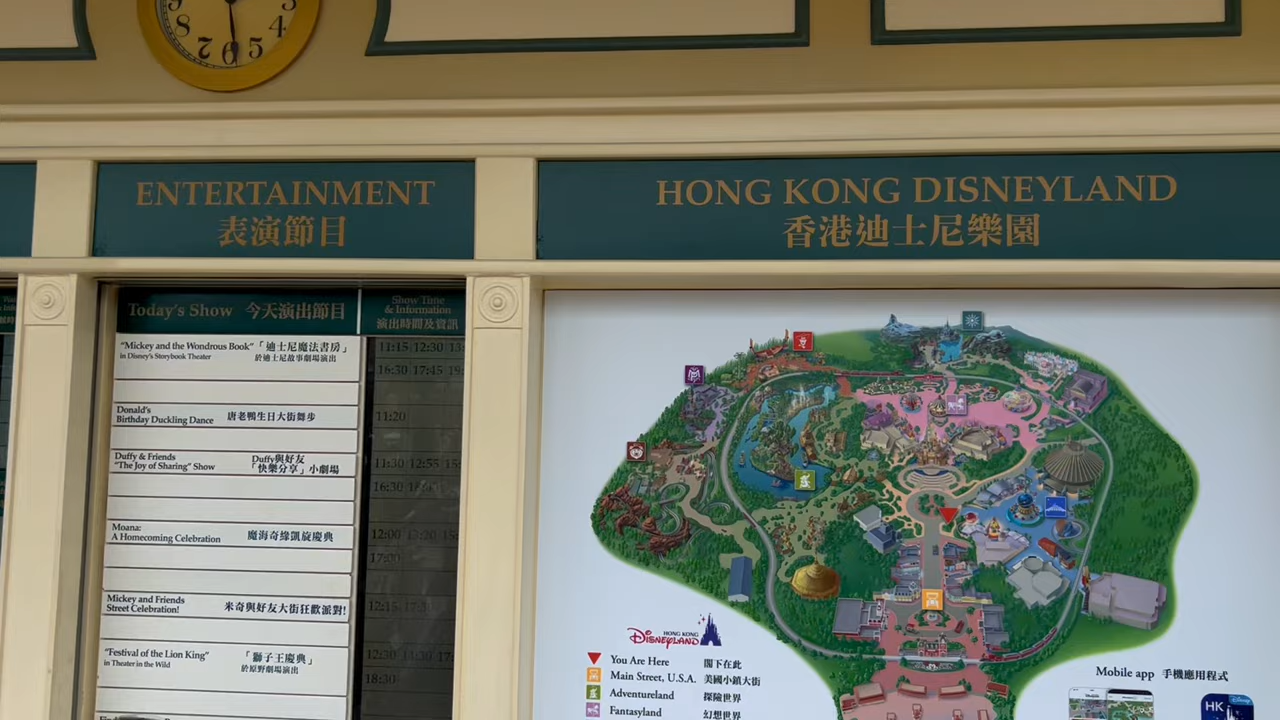 8 7 6 5 4
ENTERTAINMENT
表演節目
HONG KONG DISNEYLAND
香港迪士尼樂園
Today's Show 今天演出節目
Show Time
& Information
演出時間及資訊
"Mickey and the Wondrous Book"「迪士尼魔法書房」
in Disney's Storybook Theater 於迪士尼故事劇場演出
11:15 12:30
16:30 17:45
Donald's
Birthday Duckling Dance 唐老鴨生日大街舞步
11:20
Duffy & Friends Duffy與好友
"The Joy of Sharing" Show 「快樂分享」小劇場
11:30 12:55
16:30
Moana:
A Homecoming Celebration 魔海奇緣凱旋慶典
12:00 13:20
17:00
Mickey and Friends
Street Celebration! 米奇與好友大街狂歡派對!
12:15
"Festival of the Lion King" 「獅子王慶典」
in Theater in the Wild 於原野劇場演出
12:30 14:30
18:30
HONG KONG
DISNEYLAND
You Are Here 閣下在此
Main Street, U.S.A. 美國小鎮大街
Adventureland 探險世界
Fantasyland 幻想世界
Mobile app 手機應用程式
HK